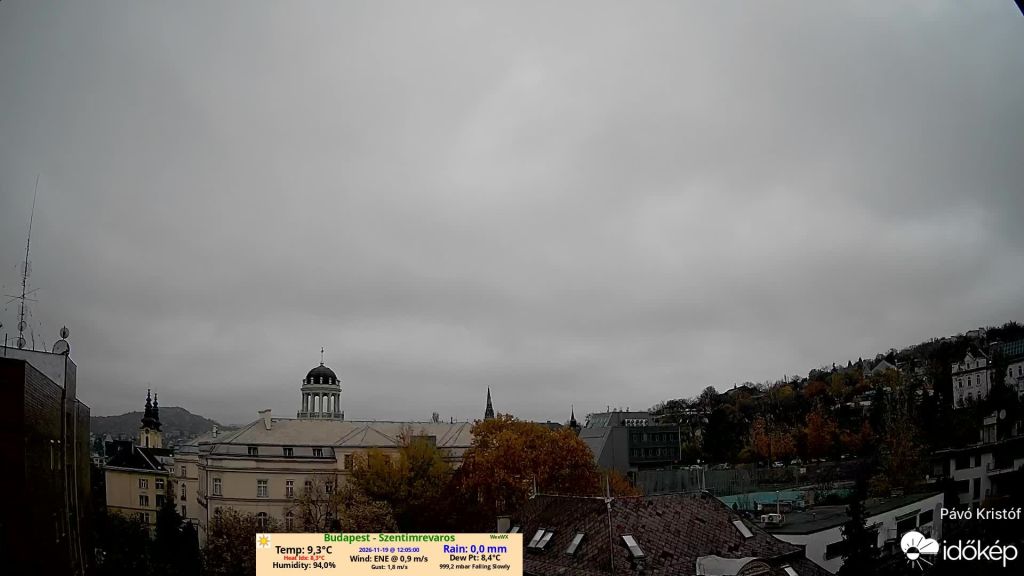 Budapest - Szentimrevaros
WeeWX
Temp: 9,3°C
2026-11-19 @ 12:05:00
Rain: 0,0 mm
Heat Idx: 8,3°C
Wind: ENE @ 0,9 m/s
Dew Pt: 8,4°C
Humidity: 94,0%
Gust: 1,8 m/s
999,2 mbar Falling Slowly
Pávó Kristóf
időkép